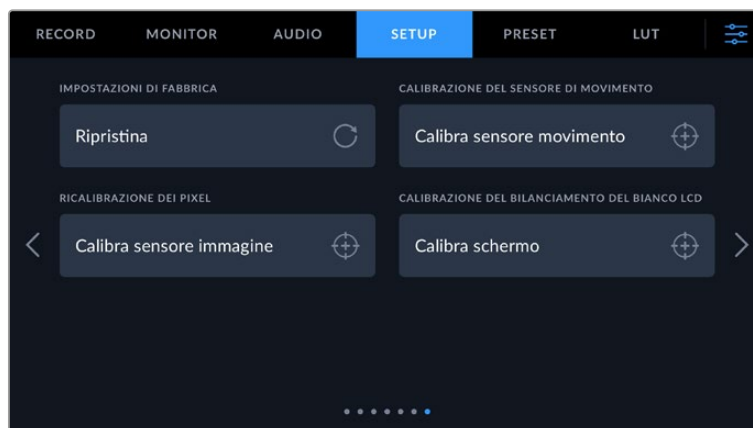 RECORD MONITOR AUDIO SETUP PRESET LUT
IMPOSTAZIONI DI FABBRICA
Ripristina
CALIBRAZIONE DEL SENSORE DI MOVIMENTO
Calibra sensore movimento
RICALIBRAZIONE DEI PIXEL
Calibra sensore immagine
CALIBRAZIONE DEL BILANCIAMENTO DEL BIANCO LCD
Calibra schermo